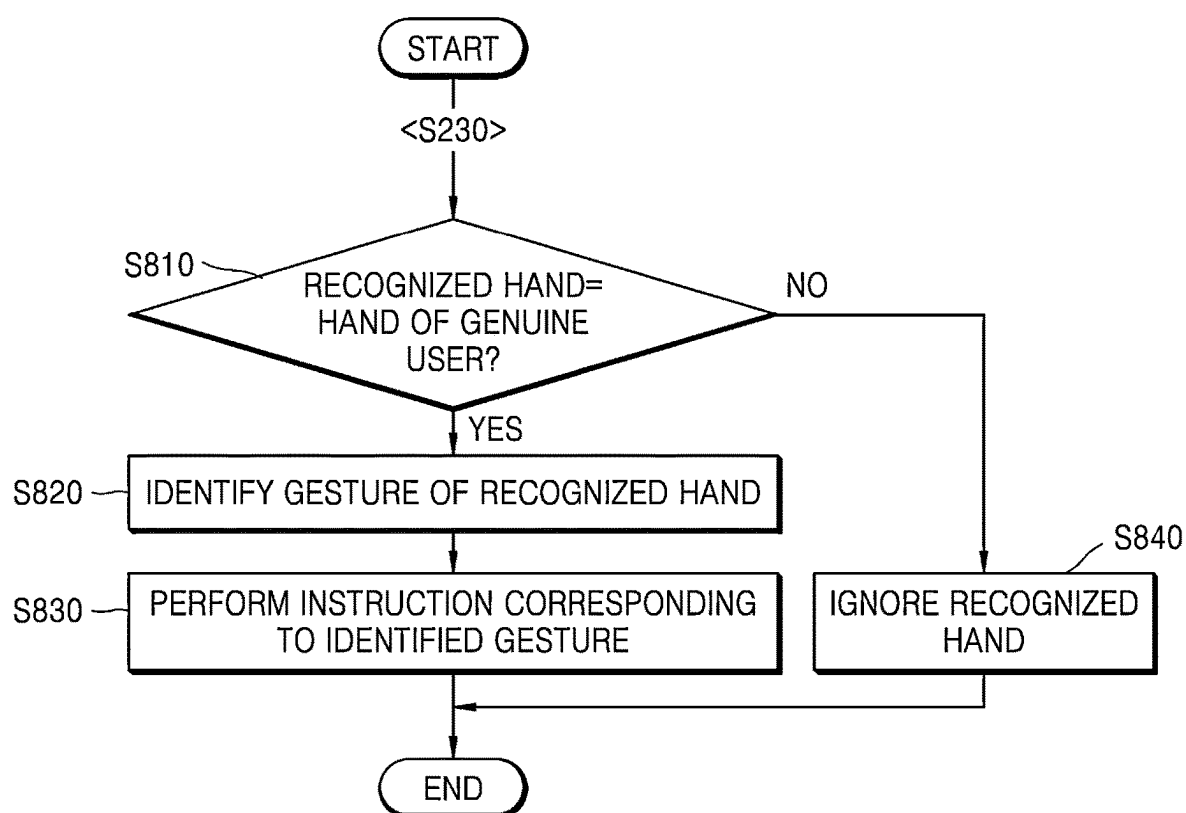 START
<S230>
S810
RECOGNIZED HAND=
HAND OF GENUINE
USER?
NO
YES
S820
IDENTIFY GESTURE OF RECOGNIZED HAND
S840
S830
PERFORM INSTRUCTION CORRESPONDING
TO IDENTIFIED GESTURE
IGNORE RECOGNIZED
HAND
END